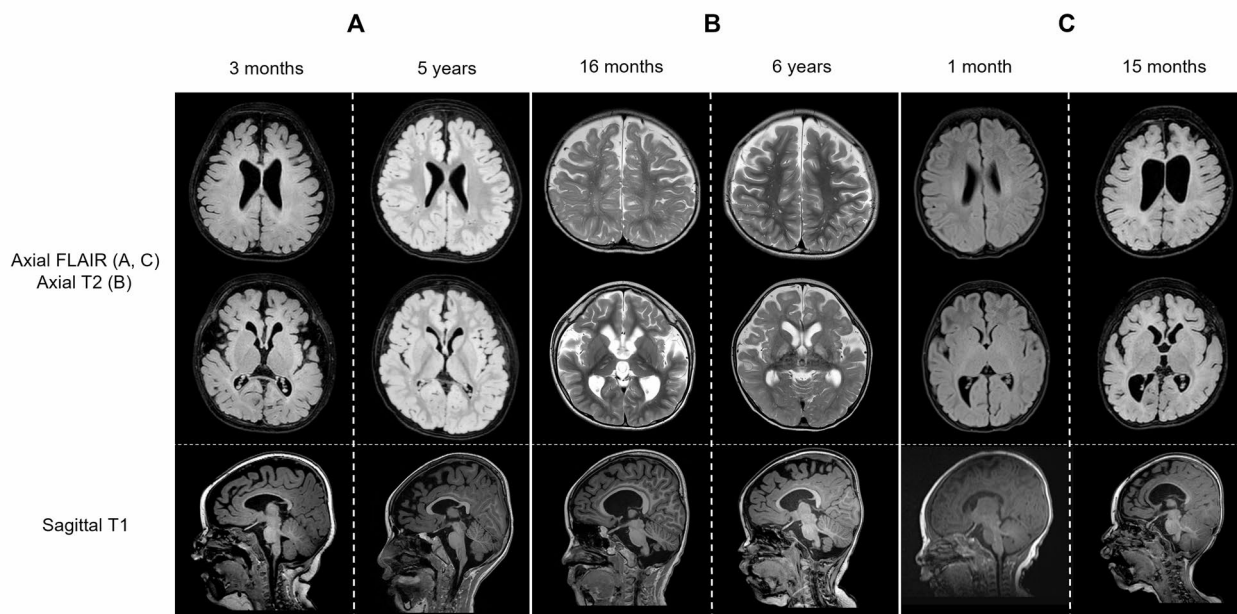 A
B
C
3 months
5 years
16 months
6 years
1 month
15 months
Axial FLAIR (A, C)
Axial T2 (B)
Sagittal T1